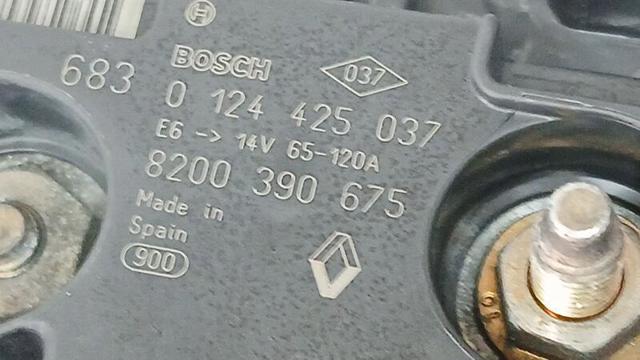 BOSCH
037
683 0 124 425 037
E6 -> 14V 65-120A
8200 390 675
Made in
Spain
900